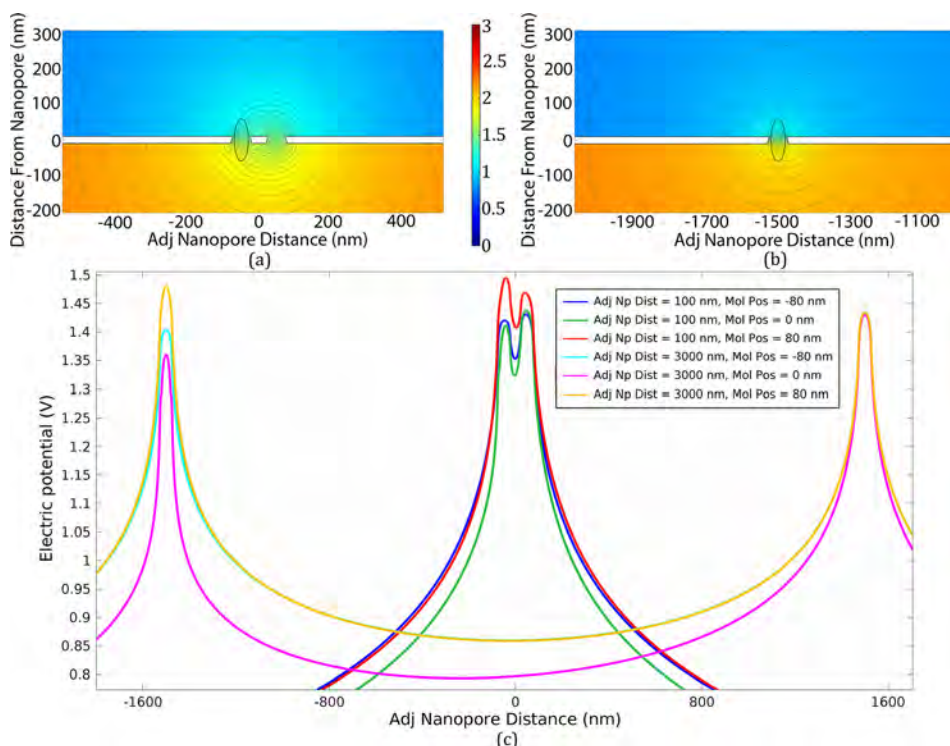 300
200
100
0
-100
-200
Distance From Nanopore (nm)
-400 -200 0 200 400
Adj Nanopore Distance (nm)
(a)
3
2.5
2
1.5
1
0.5
0
300
200
100
0
-100
-200
Distance From Nanopore (nm)
-1900 -1700 -1500 -1300 -1100
Adj Nanopore Distance (nm)
(b)
1.5
1.45
1.4
1.35
1.3
1.25
1.2
1.15
1.1
1.05
1
0.95
0.9
0.85
0.8
Electric potential (V)
Adj Np Dist = 100 nm, Mol Pos = -80 nm
Adj Np Dist = 100 nm, Mol Pos = 0 nm
Adj Np Dist = 100 nm, Mol Pos = 80 nm
Adj Np Dist = 3000 nm, Mol Pos = -80 nm
Adj Np Dist = 3000 nm, Mol Pos = 0 nm
Adj Np Dist = 3000 nm, Mol Pos = 80 nm
-1600 -800 0 800 1600
Adj Nanopore Distance (nm)
(c)